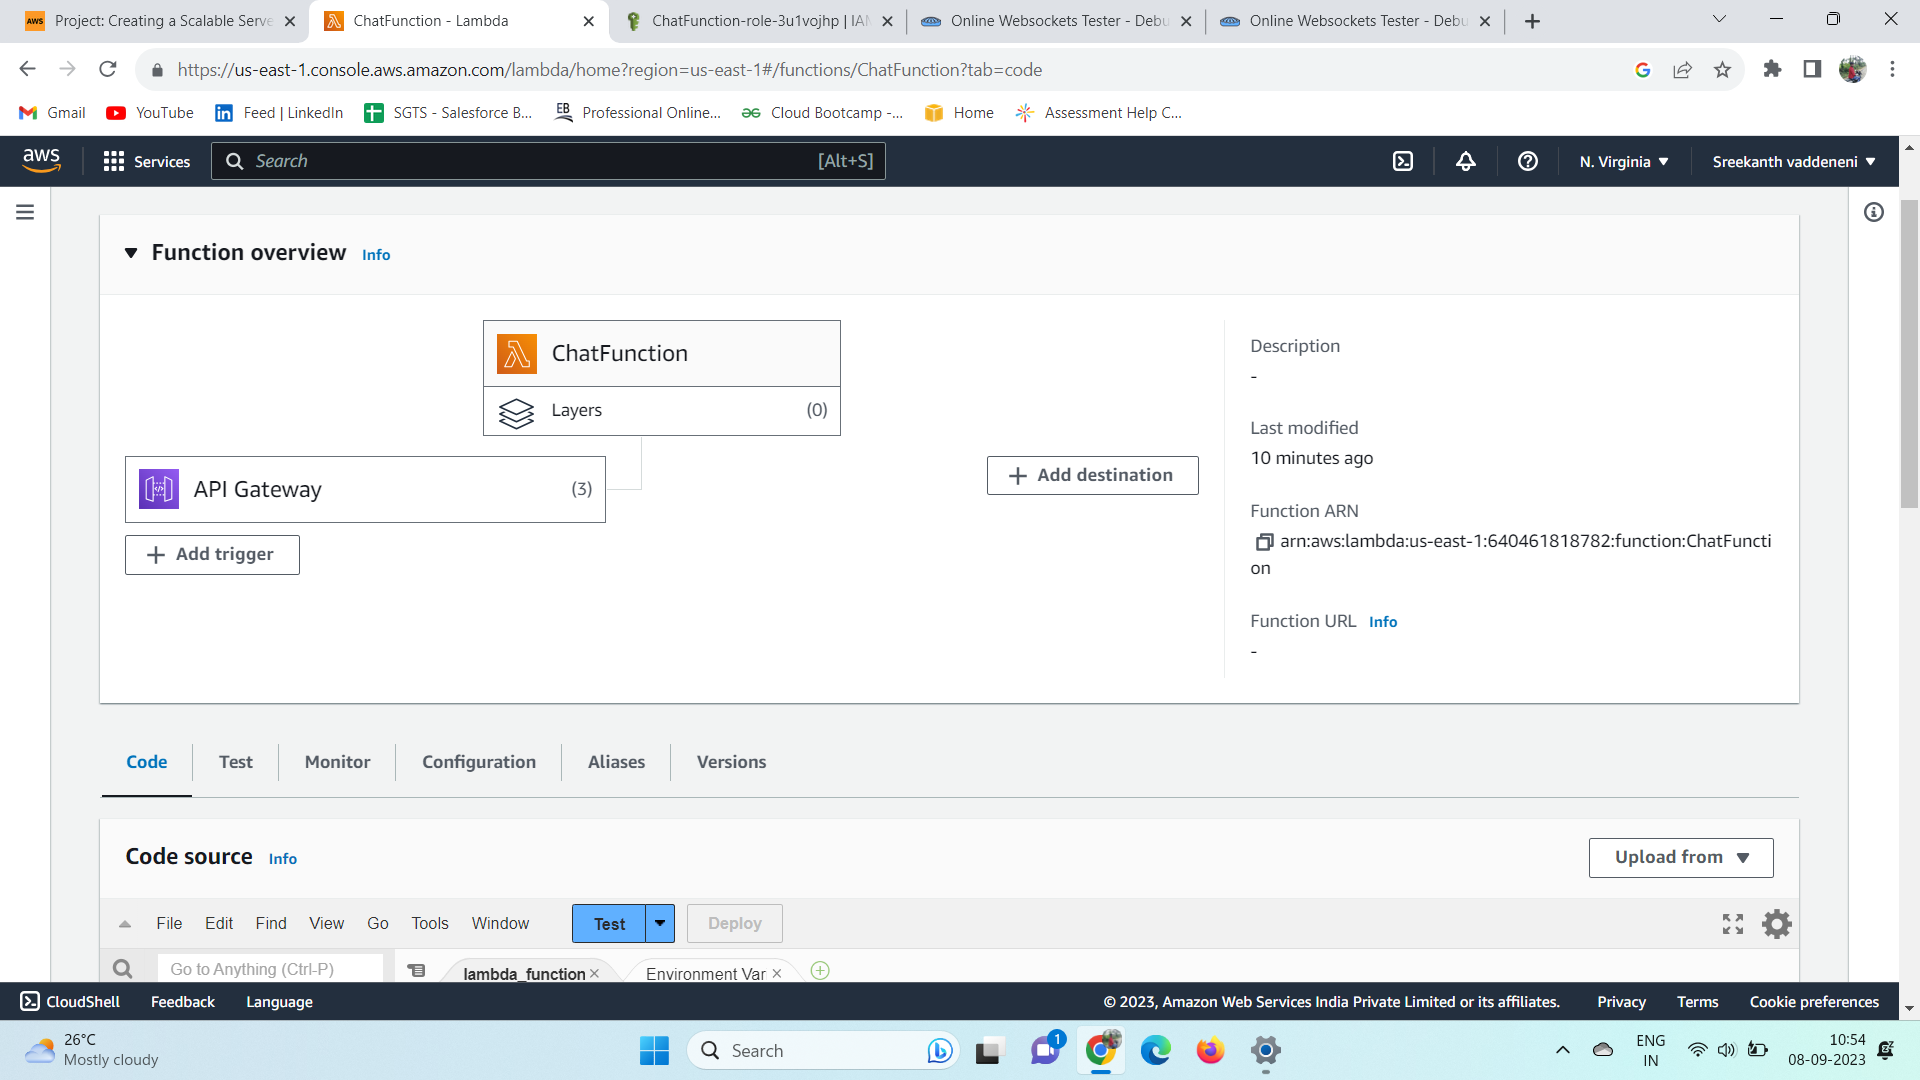 aws Project: Creating a Scalable Serve
ChatFunction - Lambda
ChatFunction-role-3u1vojhp | IAM
Online Websockets Tester - Debu
Online Websockets Tester - Debu
https://us-east-1.console.aws.amazon.com/lambda/home?region=us-east-1#/functions/ChatFunction?tab=code
Gmail
YouTube
Feed | LinkedIn
SGTS - Salesforce B...
EB Professional Online...
Cloud Bootcamp -...
Home
Assessment Help C...
aws
Services
Search [Alt+S]
N. Virginia
Sreekanth vaddeneni
Function overview Info
ChatFunction
Layers (0)
API Gateway (3)
+ Add trigger
+ Add destination
Description
-
Last modified
10 minutes ago
Function ARN
arn:aws:lambda:us-east-1:640461818782:function:ChatFuncti
on
Function URL Info
-
Code Test Monitor Configuration Aliases Versions
Code source Info
Upload from
File Edit Find View Go Tools Window Test Deploy
Go to Anything (Ctrl-P)
lambda_function
Environment Var
CloudShell Feedback Language
© 2023, Amazon Web Services India Private Limited or its affiliates. Privacy Terms Cookie preferences
26°C
Mostly cloudy
Search
1
ENG
IN
10:54
08-09-2023